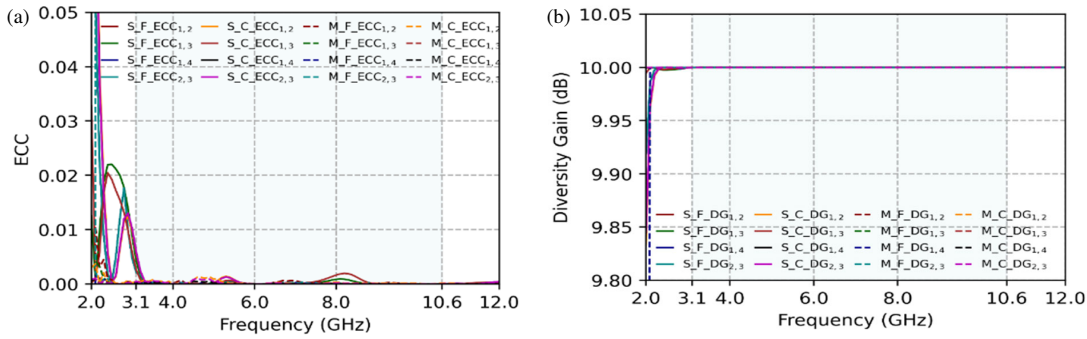 (a)
ECC
0.05
0.04
0.03
0.02
0.01
0.00
S_F_ECC1,2 S_C_ECC1,2 M_F_ECC1,2 M_C_ECC1,2
S_F_ECC1,3 S_C_ECC1,3 M_F_ECC1,3 M_C_ECC1,3
S_F_ECC1,4 S_C_ECC1,4 M_F_ECC1,4 M_C_ECC1,4
S_F_ECC2,3 S_C_ECC2,3 M_F_ECC2,3 M_C_ECC2,3
2.0 3.1 4.0 6.0 8.0 10.6 12.0
Frequency (GHz)
(b)
Diversity Gain (dB)
10.05
10.00
9.95
9.90
9.85
9.80
S_F_DG1,2 S_C_DG1,2 M_F_DG1,2 M_C_DG1,2
S_F_DG1,3 S_C_DG1,3 M_F_DG1,3 M_C_DG1,3
S_F_DG1,4 S_C_DG1,4 M_F_DG1,4 M_C_DG1,4
S_F_DG2,3 S_C_DG2,3 M_F_DG2,3 M_C_DG2,3
2.0 3.1 4.0 6.0 8.0 10.6 12.0
Frequency (GHz)